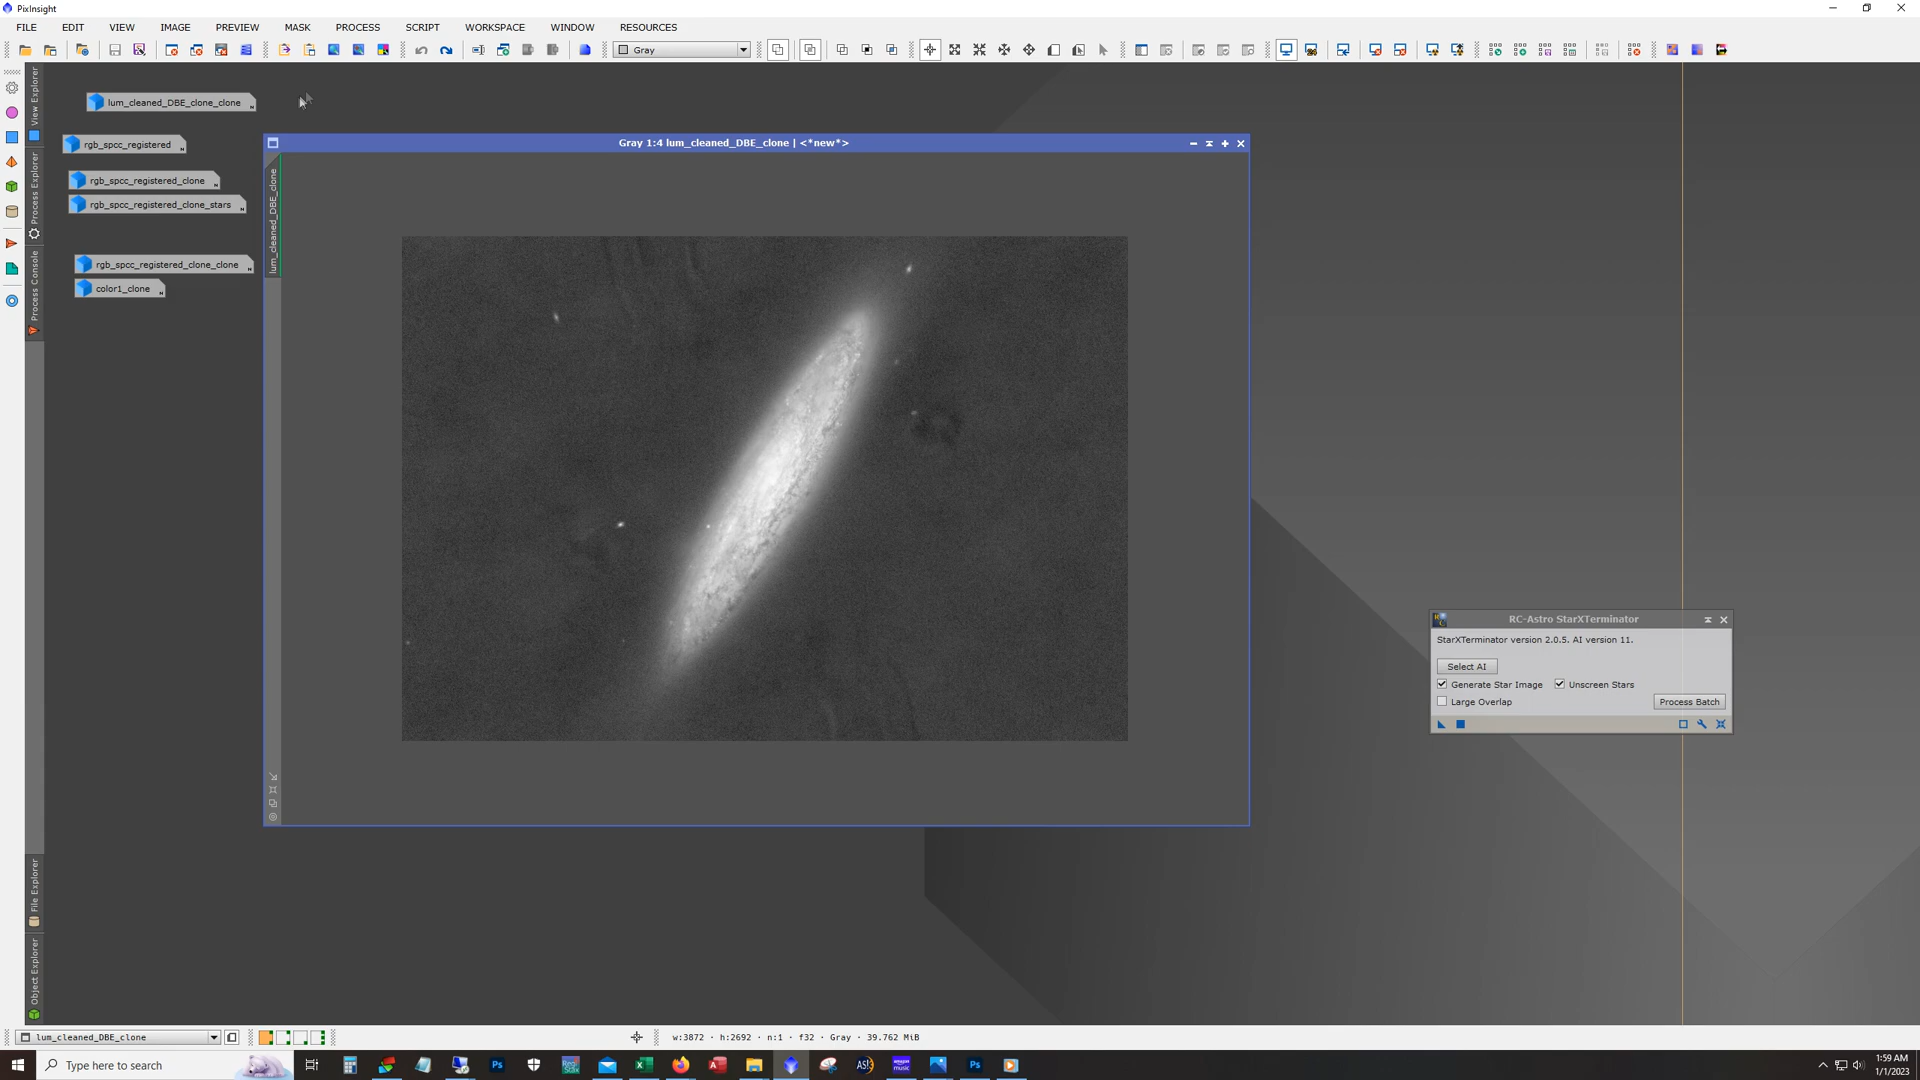 PixInsight
FILE EDIT VIEW IMAGE PREVIEW MASK PROCESS SCRIPT WORKSPACE WINDOW RESOURCES
Gray
View Explorer
Process Explorer
Process Console
File Explorer
Object Explorer
lum_cleaned_DBE_clone_clone
rgb_spcc_registered
rgb_spcc_registered_clone
rgb_spcc_registered_clone_stars
rgb_spcc_registered_clone_clone
color1_clone
Gray 1:4 lum_cleaned_DBE_clone | <*new*>
lum_cleaned_DBE_clone
RC-Astro StarXTerminator
StarXTerminator version 2.0.5. AI version 11.
Select AI
Generate Star Image Unscreen Stars
Large Overlap Process Batch
lum_cleaned_DBE_clone
w:3872 · h:2692 · n:1 · f32 · Gray · 39.762 MiB
Type here to search
1:59 AM
1/1/2023